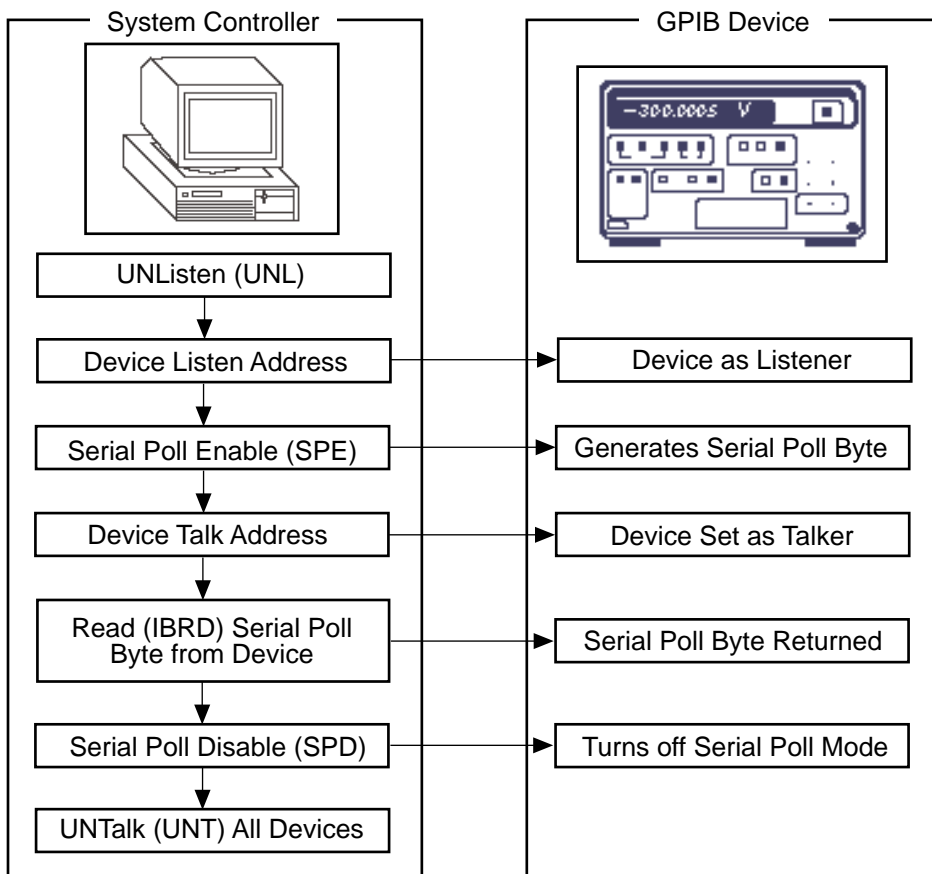 System Controller
GPIB Device
-300.0005 V
UNListen (UNL)
Device Listen Address
Device as Listener
Serial Poll Enable (SPE)
Generates Serial Poll Byte
Device Talk Address
Device Set as Talker
Read (IBRD) Serial Poll
Byte from Device
Serial Poll Byte Returned
Serial Poll Disable (SPD)
Turns off Serial Poll Mode
UNTalk (UNT) All Devices